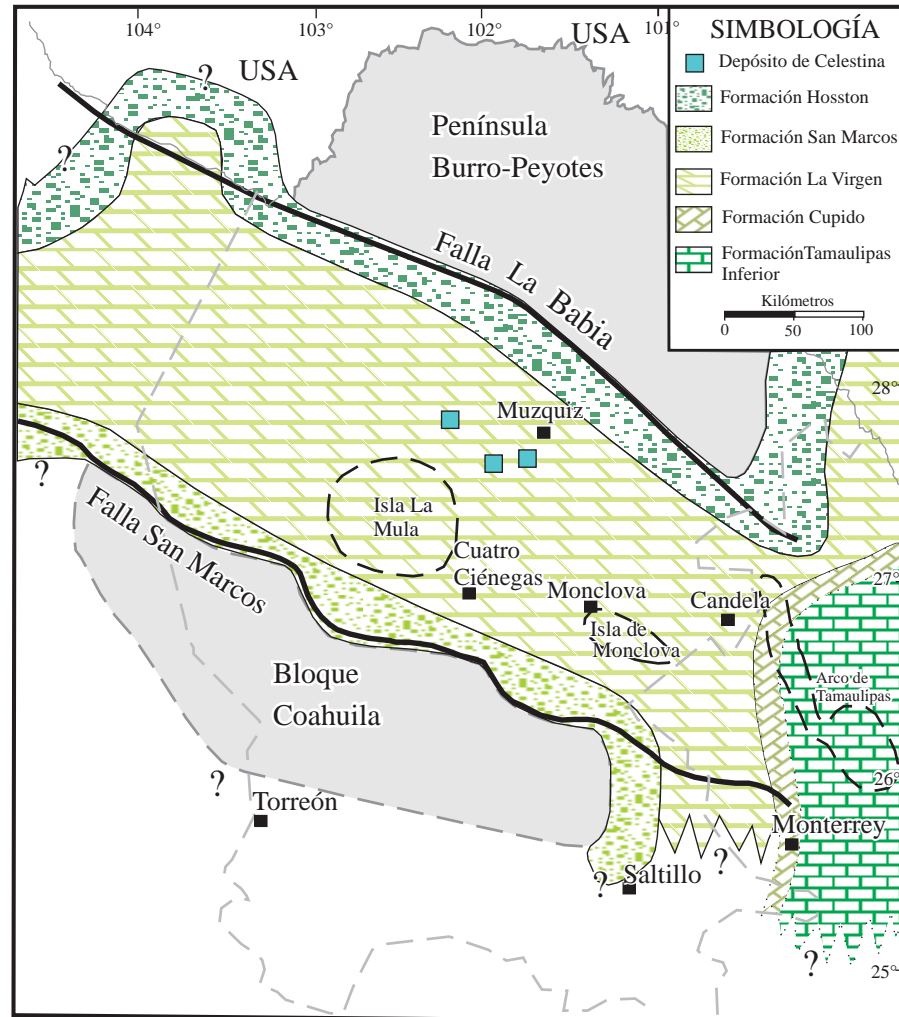 104°
103°
102°
101°
USA
USA
SIMBOLOGÍA
Depósito de Celestina
Formación Hosston
Formación San Marcos
Formación La Virgen
Formación Cupido
FormaciónTamaulipas
Inferior
Kilómetros
0 50 100
?
?
Península
Burro-Peyotes
Falla La Babia
28°
Muzquiz
?
Isla La
Mula
Falla San Marcos
Cuatro
Ciénegas
Monclova
Candela
27°
Isla de
Monclova
Bloque
Coahuila
Arco de
Tamaulipas
26°
?
Torreón
Monterrey
?
?
Saltillo
?
25°